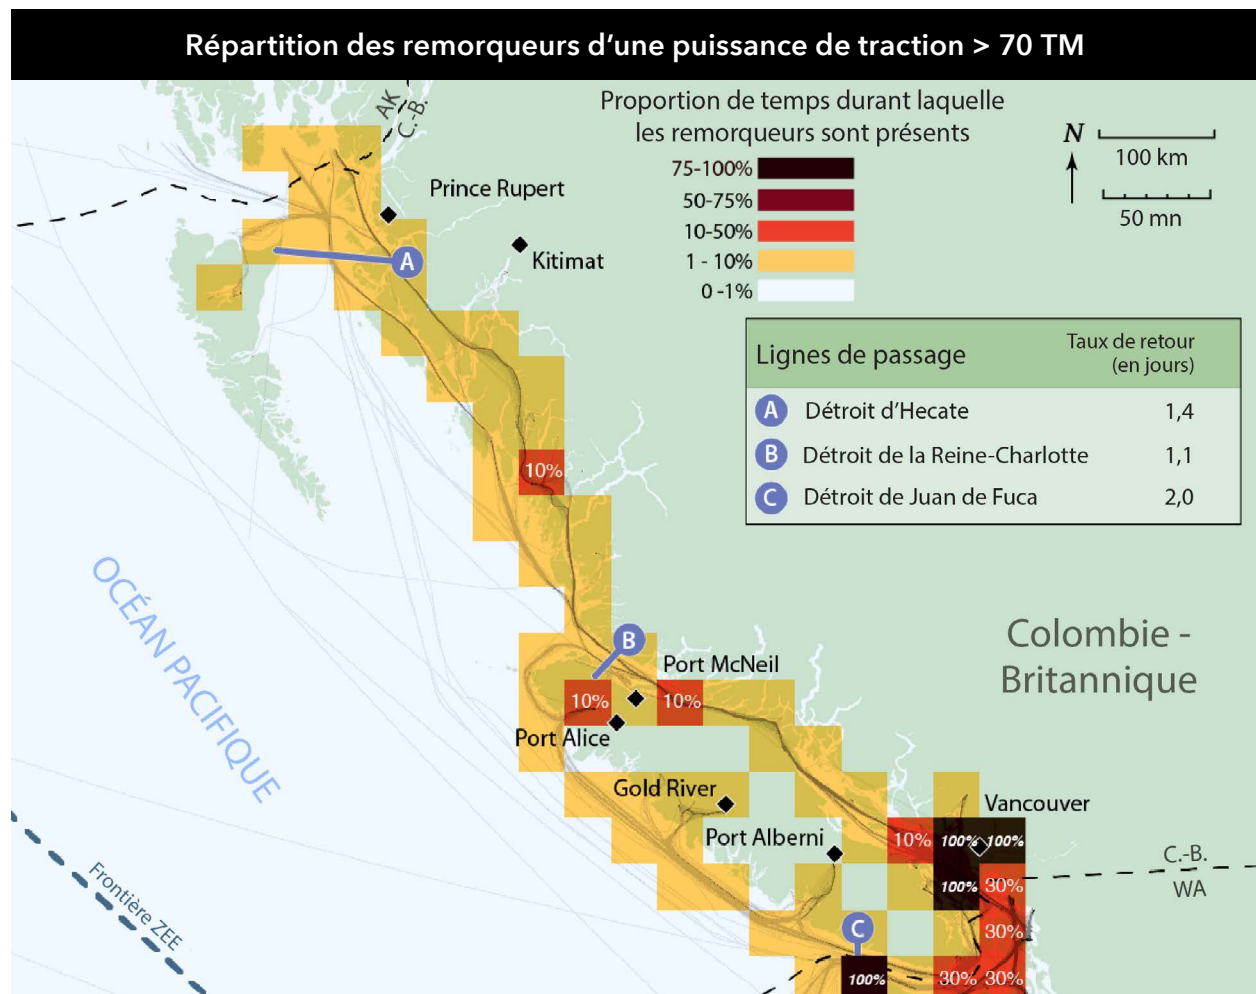 Répartition des remorqueurs d’une puissance de traction > 70 TM
AK
C.-B.
Proportion de temps durant laquelle
les remorqueurs sont présents
75-100%
50-75%
10-50%
1 - 10%
0 -1%
N
100 km
50 mn
Prince Rupert
Kitimat
A
Lignes de passage
Taux de retour
(en jours)
A Détroit d’Hecate 1,4
B Détroit de la Reine-Charlotte 1,1
C Détroit de Juan de Fuca 2,0
10%
OCÉAN PACIFIQUE
Colombie -
Britannique
B
Port McNeil
10%
10%
Port Alice
Gold River
Vancouver
Port Alberni
10%
100%
100%
C.-B.
WA
100%
30%
Frontière ZEE
C
30%
100%
30%
30%